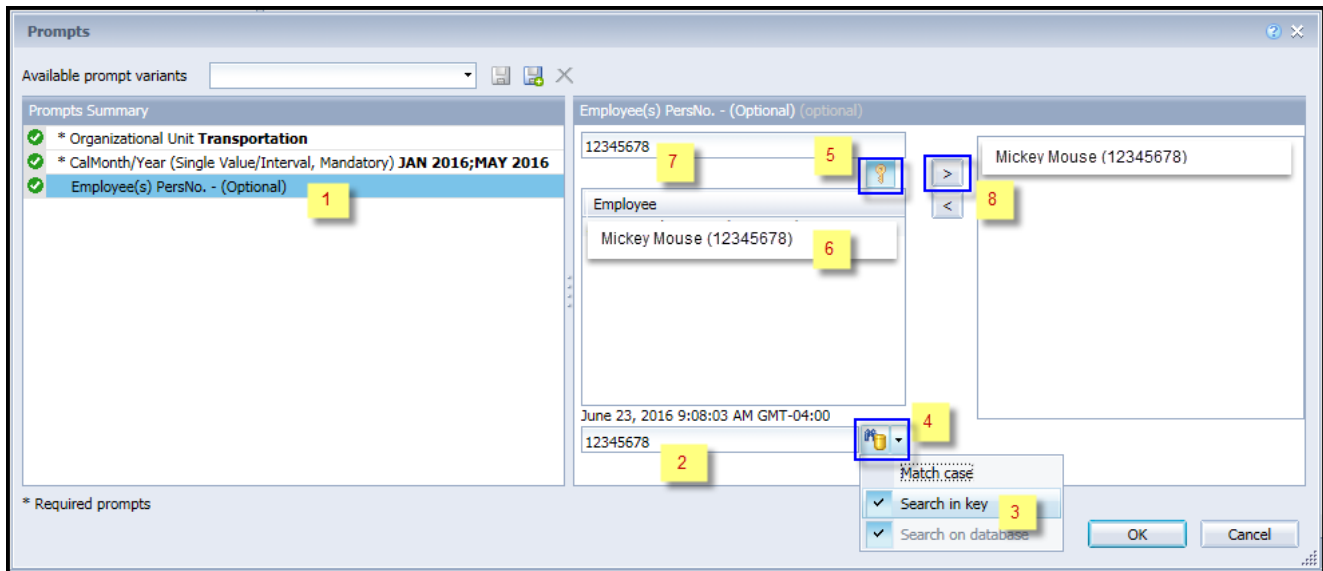 Prompts
Available prompt variants
Prompts Summary
* Organizational Unit Transportation
* CalMonth/Year (Single Value/Interval, Mandatory) JAN 2016;MAY 2016
Employee(s) PersNo. - (Optional)
1
Employee(s) PersNo. - (Optional) (optional)
12345678
7
5
Employee
Mickey Mouse (12345678)
6
>
<
8
Mickey Mouse (12345678)
June 23, 2016 9:08:03 AM GMT-04:00
12345678
2
4
Match case
Search in key
3
Search on database
* Required prompts
OK
Cancel